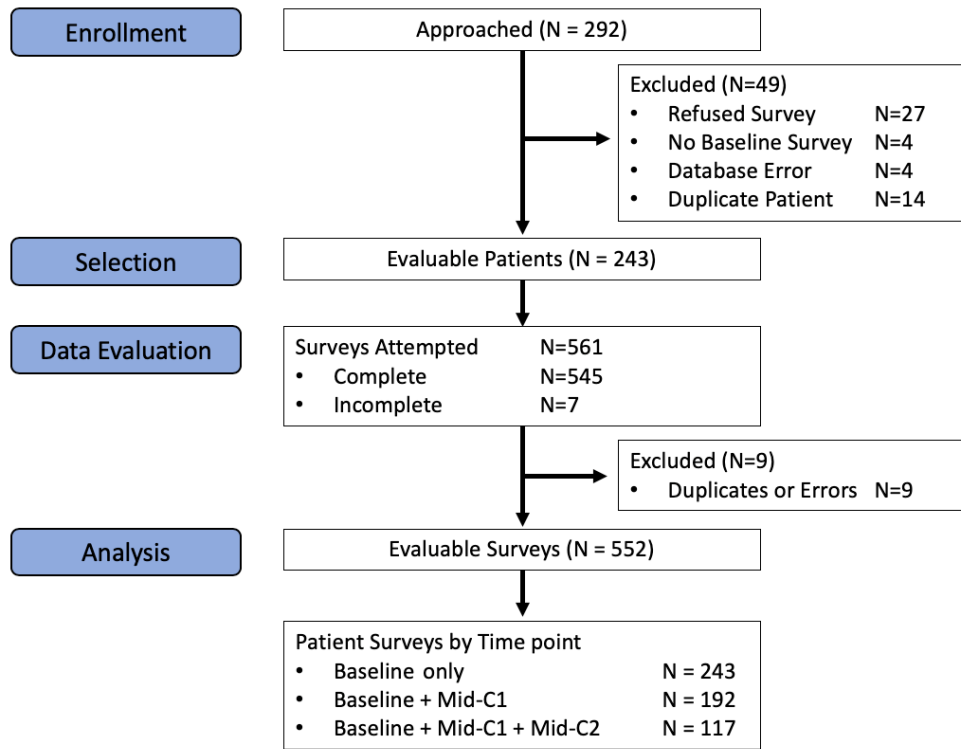 Enrollment
Approached (N = 292)
Excluded (N=49)
• Refused Survey N=27
• No Baseline Survey N=4
• Database Error N=4
• Duplicate Patient N=14
Selection
Evaluable Patients (N = 243)
Data Evaluation
Surveys Attempted N=561
• Complete N=545
• Incomplete N=7
Excluded (N=9)
• Duplicates or Errors N=9
Analysis
Evaluable Surveys (N = 552)
Patient Surveys by Time point
• Baseline only N = 243
• Baseline + Mid-C1 N = 192
• Baseline + Mid-C1 + Mid-C2 N = 117